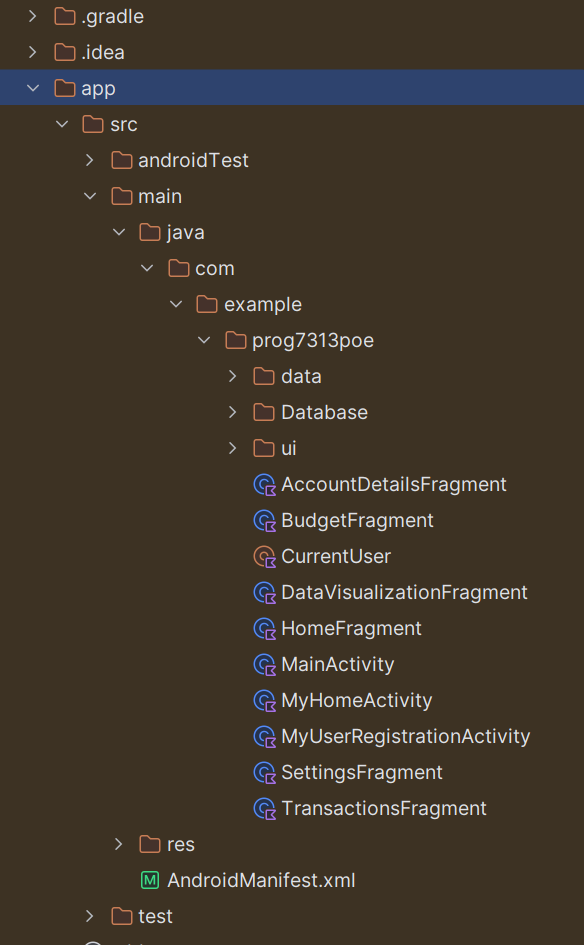 .gradle
.idea
app
src
androidTest
main
java
com
example
prog7313poe
data
Database
ui
AccountDetailsFragment
BudgetFragment
CurrentUser
DataVisualizationFragment
HomeFragment
MainActivity
MyHomeActivity
MyUserRegistrationActivity
SettingsFragment
TransactionsFragment
res
AndroidManifest.xml
test